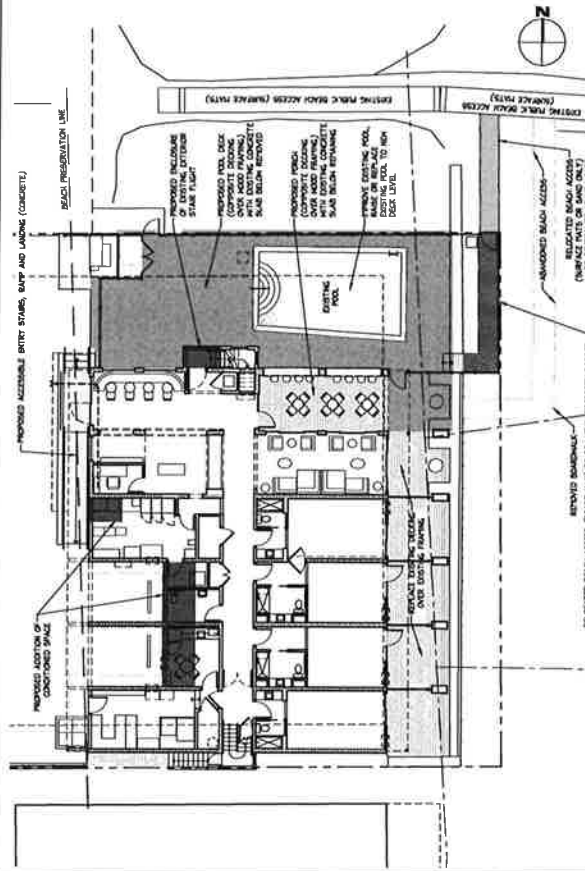 N
EXISTING PUBLIC BEACH ACCESS (SURFACE MATS)
EXISTING PUBLIC BEACH ACCESS
(SURFACE MATS)
BEACH PRESERVATION LINE
PROPOSED ACCESSIBLE ENTRY STAIRS, RAMP AND LANDING (CONCRETE)
PROPOSED ENCLOSURE
OF EXISTING EXTERIOR
STAIR FLIGHT
PROPOSED POOL DECK
(COMPOSITE DECKING
OVER WOOD FRAMING)
WITH EXISTING CONCRETE
SLAB BELOW REMOVED
PROPOSED PORCH
(COMPOSITE DECKING
OVER WOOD FRAMING)
WITH EXISTING CONCRETE
SLAB BELOW REMAINING
IMPROVE EXISTING POOL,
RAISE OR REPLACE
EXISTING POOL TO NEW
DECK LEVEL
EXISTING
POOL
ABANDONED BEACH ACCESS
RELOCATED BEACH ACCESS
(SURFACE MATS OR SAND ONLY)
REMOVED BOARDWALK
PROPOSED ADDITION OF
CONDITIONED SPACE
REPLACE EXISTING DECKING
OVER EXISTING FRAMING